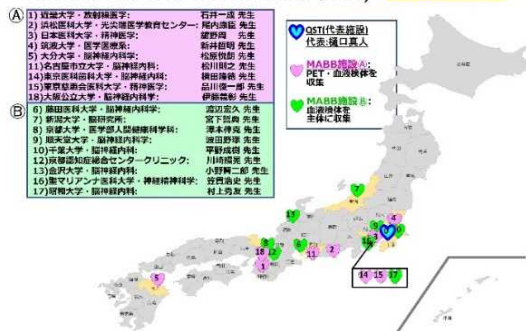 Ⓐ
1) 近畿大学・放射線医学: 石井一成 先生
2) 浜松医科大学・光尖端医学教育センター: 尾内康臣 先生
3) 日本医科大学・精神医学: 舘野周 先生
4) 筑波大学・医学医療系: 新井哲明 先生
5) 大分大学・脳神経内科: 松原悦朗 先生
11) 名古屋市立大学・脳神経内科: 松川則之 先生
14) 東京医科歯科大学・脳神経内科: 横田隆徳 先生
15) 東京慈恵会医科大学・精神医学: 品川俊一郎 先生
18) 大阪公立大学・脳神経内科学: 伊藤義彰 先生
Ⓑ
6) 藤田医科大学・脳神経内科学: 渡辺宏久 先生
7) 新潟大学・脳研究所: 宮下哲典 先生
8) 京都大学・医学部人間健康科学科: 澤本伸克 先生
9) 順天堂大学・脳神経内科: 波田野琢 先生
10) 千葉大学・脳神経内科: 平野成樹 先生
12) 京都認知症総合センタークリニック: 川崎照晃 先生
13) 金沢大学・脳神経内科: 小野賢二郎 先生
16) 聖マリアンナ医科大学・神経精神科学: 笠貫浩史 先生
17) 昭和大学・脳神経内科: 村上秀友 先生
QST(代表施設)
代表:樋口真人
MABB施設Ⓐ:
PET・血液検体を
収集
MABB施設Ⓑ:
血液検体を
主体に
収集
7
13
4
9
3
8
6
18
12
1
11
2
5
14
15
17